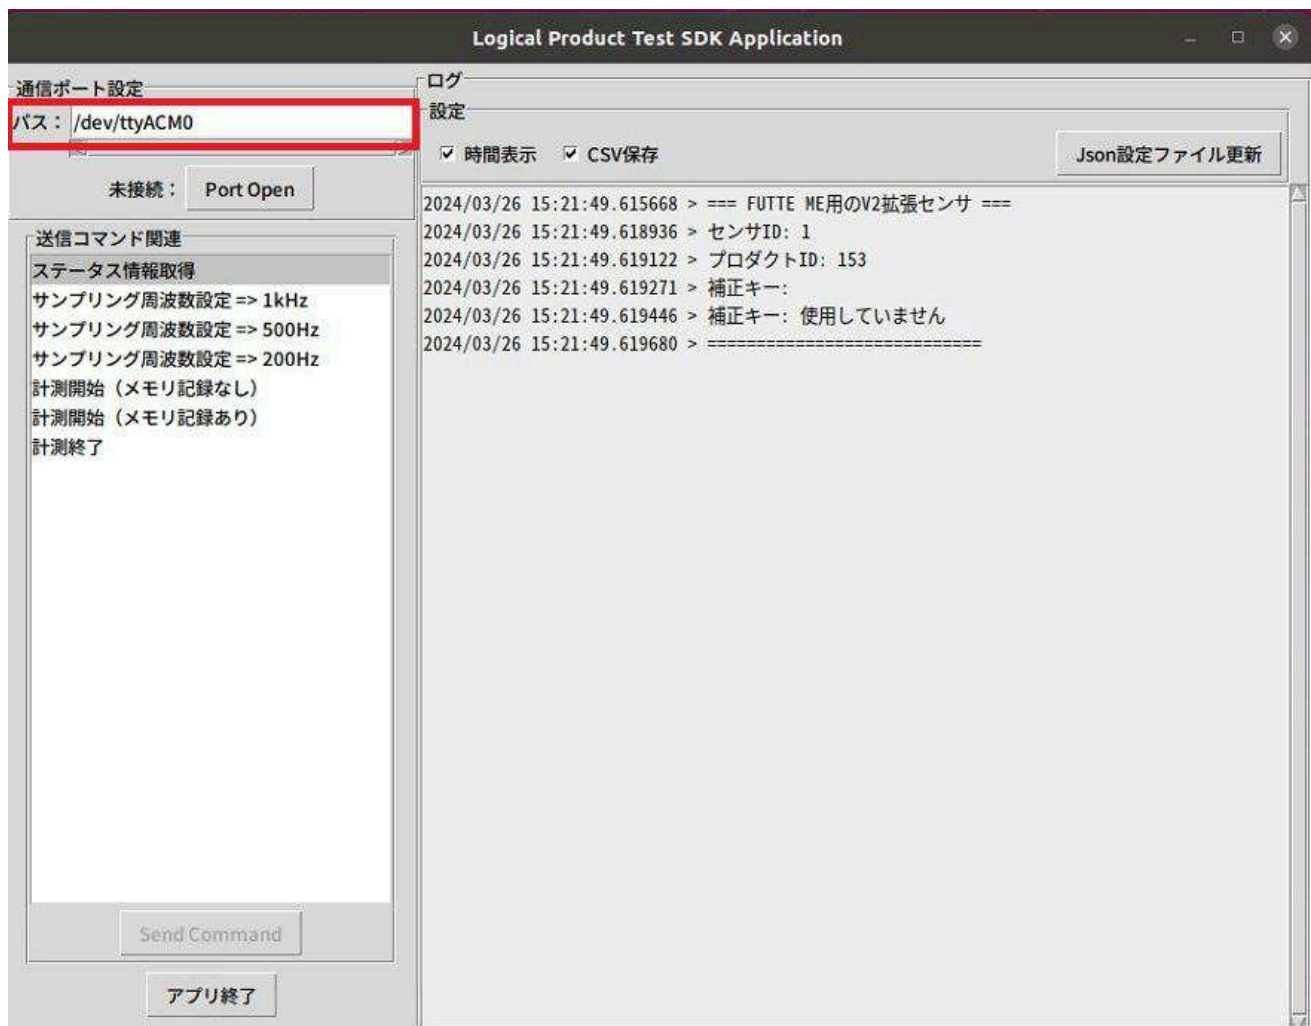 Logical Product Test SDK Application
通信ポート設定
パス： /dev/ttyACM0
未接続： Port Open
送信コマンド関連
ステータス情報取得
サンプリング周波数設定 => 1kHz
サンプリング周波数設定 => 500Hz
サンプリング周波数設定 => 200Hz
計測開始（メモリ記録なし）
計測開始（メモリ記録あり）
計測終了
Send Command
アプリ終了
ログ
設定
時間表示 CSV保存 Json設定ファイル更新
2024/03/26 15:21:49.615668 > === FUTTE ME用のV2拡張センサ ===
2024/03/26 15:21:49.618936 > センサID: 1
2024/03/26 15:21:49.619122 > プロダクトID: 153
2024/03/26 15:21:49.619271 > 補正キー:
2024/03/26 15:21:49.619446 > 補正キー: 使用していません
2024/03/26 15:21:49.619680 > ============================